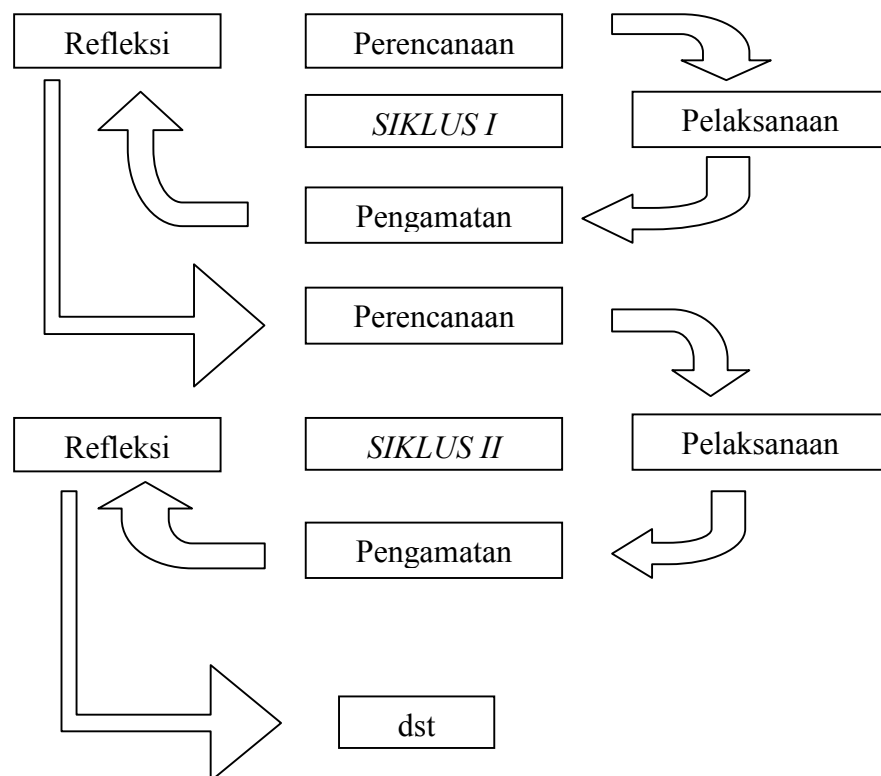 Refleksi
Perencanaan
SIKLUS I
Pelaksanaan
Pengamatan
Perencanaan
Refleksi
SIKLUS II
Pelaksanaan
Pengamatan
dst